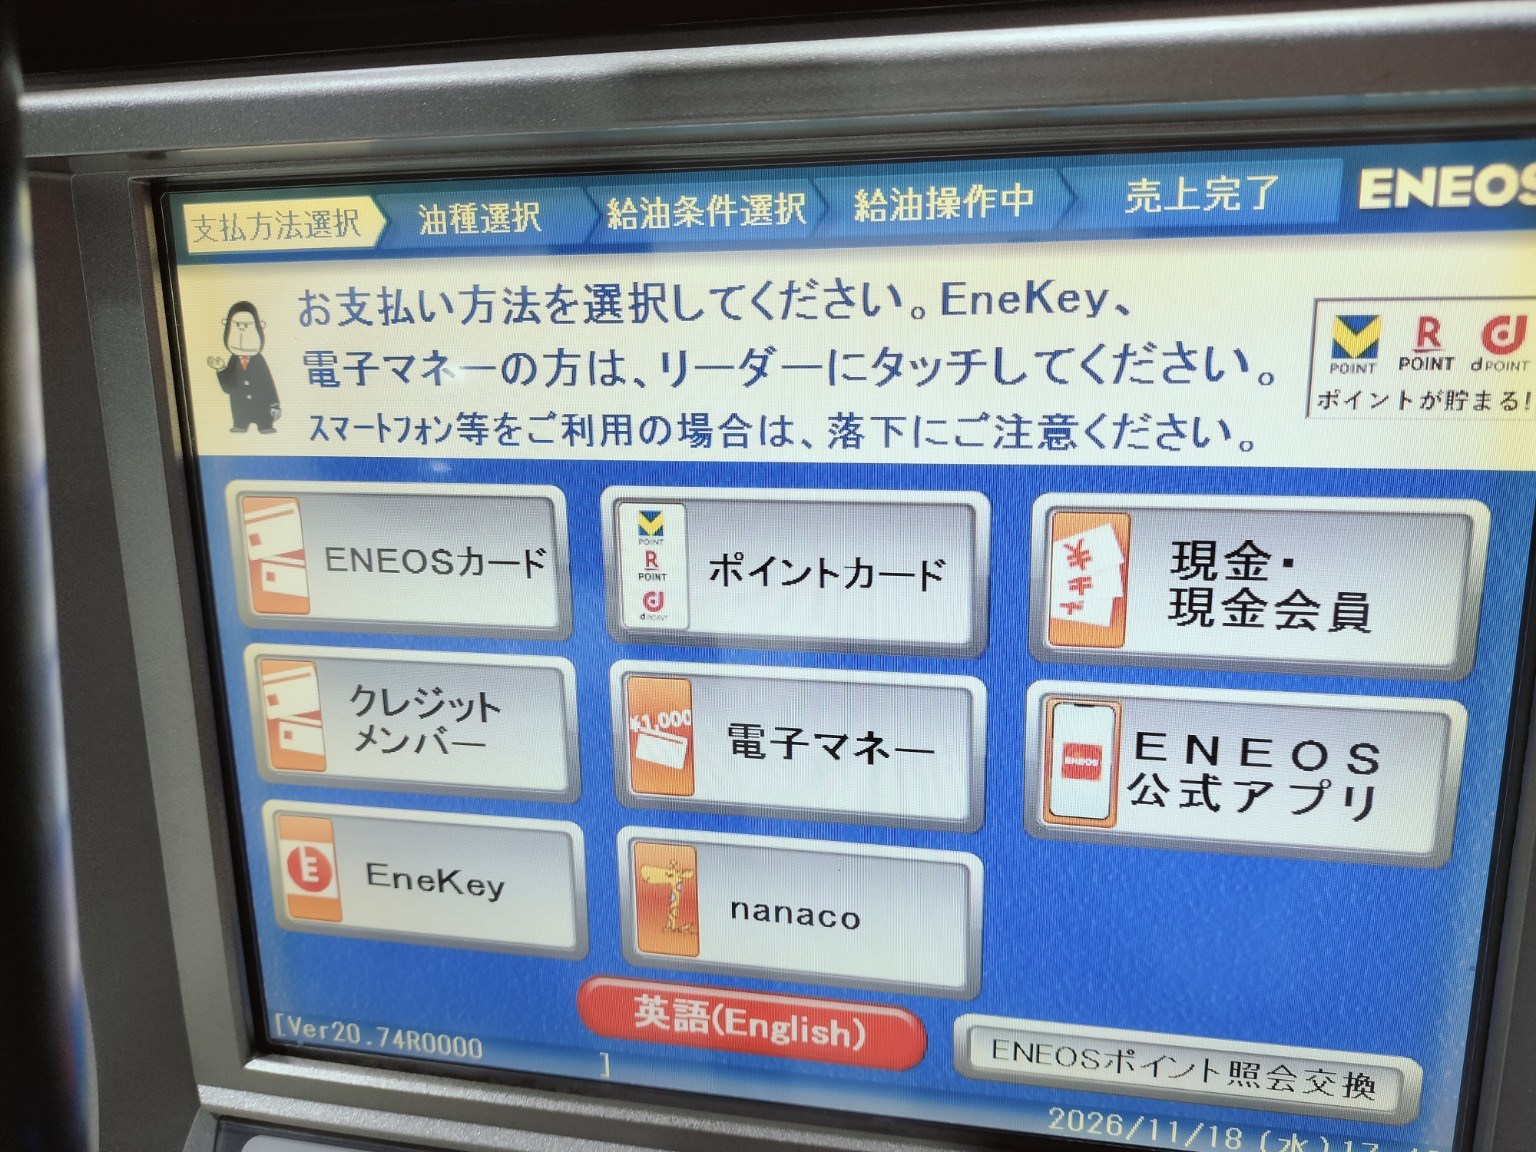 支払方法選択 油種選択 給油条件選択 給油操作中 売上完了 ENEOS
お支払い方法を選択してください。EneKey、
電子マネーの方は、リーダーにタッチしてください。
スマートフォン等をご利用の場合は、落下にご注意ください。
V POINT R POINT d POINT
ポイントが貯まる!
ENEOSカード
V POINT
R POINT
d POINT
ポイントカード
現金・
現金会員
クレジット
メンバー
¥1,000
電子マネー
ENEOS
ENEOS
公式アプリ
E
EneKey
nanaco
英語(English)
[Ver20.74R0000 ]
ENEOSポイント照会交換
2026/11/18(水)17